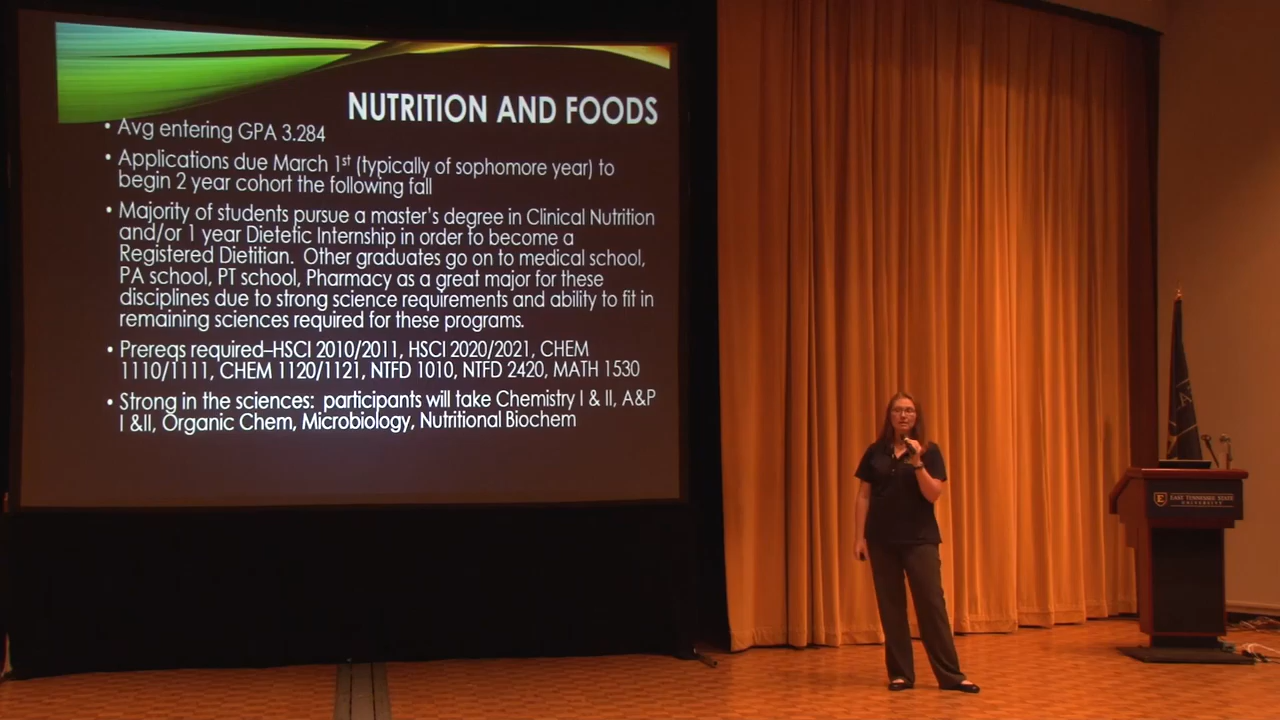 NUTRITION AND FOODS
• Avg entering GPA 3.284
• Applications due March 1st (typically of sophomore year) to
begin 2 year cohort the following fall
• Majority of students pursue a master's degree in Clinical Nutrition
and/or 1 year Dietetic Internship in order to become a
Registered Dietitian. Other graduates go on to medical school,
PA school, PT school, Pharmacy as a great major for these
disciplines due to strong science requirements and ability to fit in
remaining sciences required for these programs.
• Prereqs required–HSCI 2010/2011, HSCI 2020/2021, CHEM
1110/1111, CHEM 1120/1121, NTFD 1010, NTFD 2420, MATH 1530
• Strong in the sciences: participants will take Chemistry I & II, A&P
I &II, Organic Chem, Microbiology, Nutritional Biochem
E EAST TENNESSEE STATE
UNIVERSITY